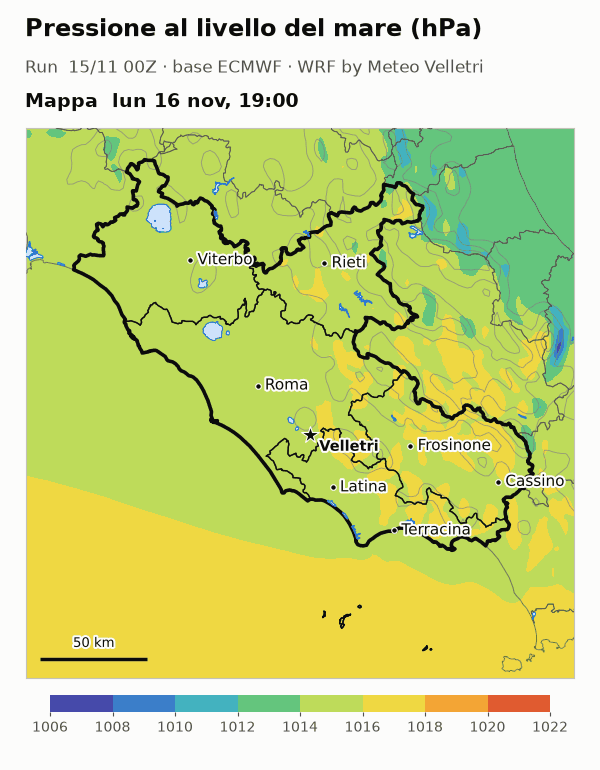 Pressione al livello del mare (hPa)
Run  15/11 00Z · base ECMWF · WRF by Meteo Velletri
Mappa  lun 16 nov, 19:00
Viterbo
Rieti
Roma
Velletri
Frosinone
Cassino
Latina
Terracina
50 km
1006 1008 1010 1012 1014 1016 1018 1020 1022